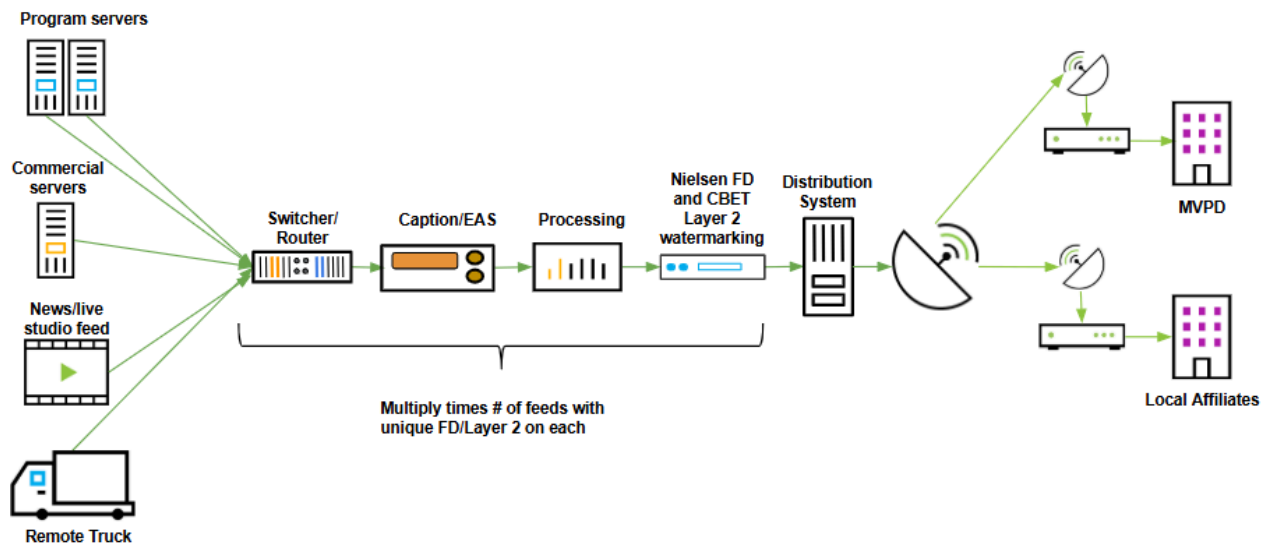 Program servers
Commercial
servers
News/live
studio feed
Remote Truck
Switcher/
Router
Caption/EAS
Processing
Nielsen FD
and CBET
Layer 2
watermarking
Distribution
System
Multiply times # of feeds with
unique FD/Layer 2 on each
MVPD
Local Affiliates